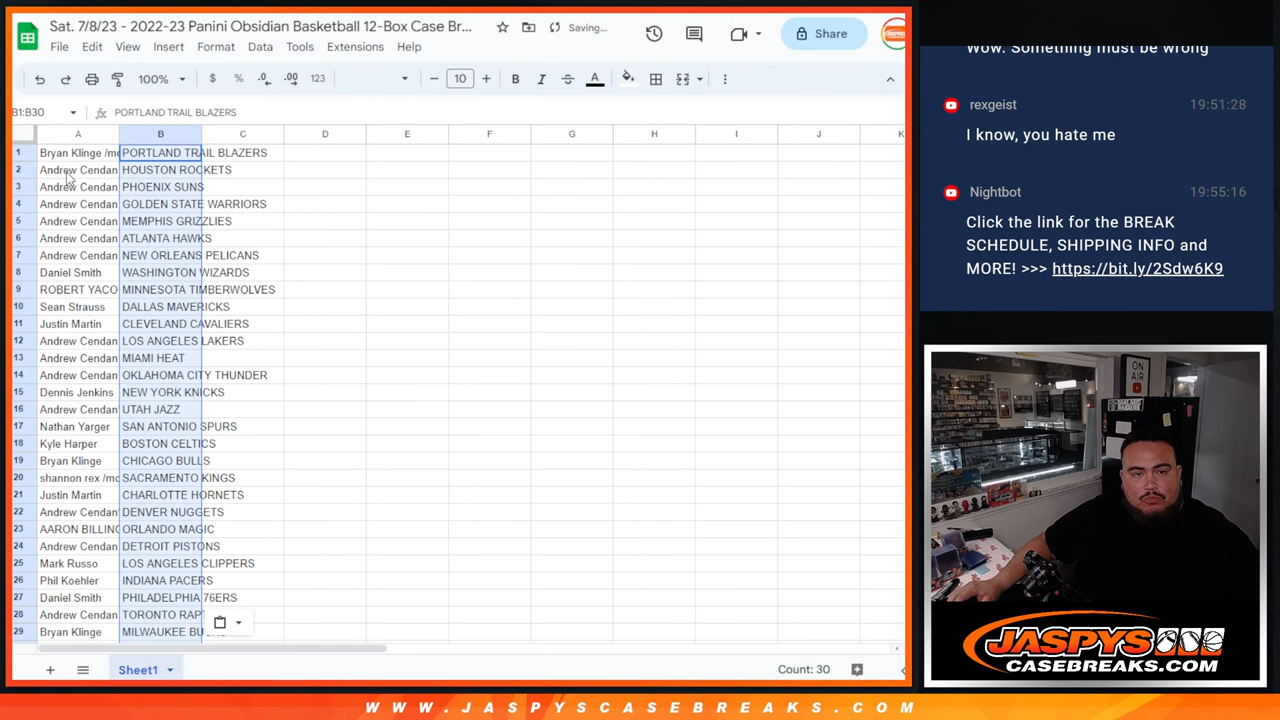 Sat. 7/8/23 - 2022-23 Panini Obsidian Basketball 12-Box Case Br... Saving...
File Edit View Insert Format Data Tools Extensions Help
Share
100% $ % .0 .00 123 10 B I A
B1:B30 fx PORTLAND TRAIL BLAZERS
A B C D E F G H I J K
1 Bryan Klinge /mo PORTLAND TRAIL BLAZERS
2 Andrew Cendan HOUSTON ROCKETS
3 Andrew Cendan PHOENIX SUNS
4 Andrew Cendan GOLDEN STATE WARRIORS
5 Andrew Cendan MEMPHIS GRIZZLIES
6 Andrew Cendan ATLANTA HAWKS
7 Andrew Cendan NEW ORLEANS PELICANS
8 Daniel Smith WASHINGTON WIZARDS
9 ROBERT YACO MINNESOTA TIMBERWOLVES
10 Sean Strauss DALLAS MAVERICKS
11 Justin Martin CLEVELAND CAVALIERS
12 Andrew Cendan LOS ANGELES LAKERS
13 Andrew Cendan MIAMI HEAT
14 Andrew Cendan OKLAHOMA CITY THUNDER
15 Dennis Jenkins NEW YORK KNICKS
16 Andrew Cendan UTAH JAZZ
17 Nathan Yarger SAN ANTONIO SPURS
18 Kyle Harper BOSTON CELTICS
19 Bryan Klinge CHICAGO BULLS
20 shannon rex /mo SACRAMENTO KINGS
21 Justin Martin CHARLOTTE HORNETS
22 Andrew Cendan DENVER NUGGETS
23 AARON BILLING ORLANDO MAGIC
24 Andrew Cendan DETROIT PISTONS
25 Mark Russo LOS ANGELES CLIPPERS
26 Phil Koehler INDIANA PACERS
27 Daniel Smith PHILADELPHIA 76ERS
28 Andrew Cendan TORONTO RAP
29 Bryan Klinge MILWAUKEE BU
Sheet1 Count: 30
Wow. Something must be wrong
rexgeist 19:51:28
I know, you hate me
Nightbot 19:55:16
Click the link for the BREAK
SCHEDULE, SHIPPING INFO and
MORE! >>> https://bit.ly/2Sdw6K9
ON
AIR
JASPYS
CASEBREAKS.COM
WWW.JASPYSCASEBREAKS.COM